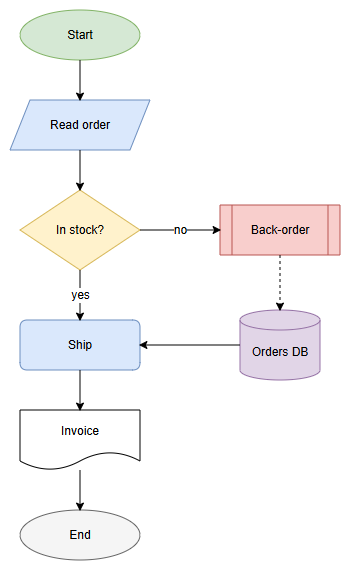 Start
Read order
In stock?
no
Back-order
yes
Ship
Orders DB
Invoice
End